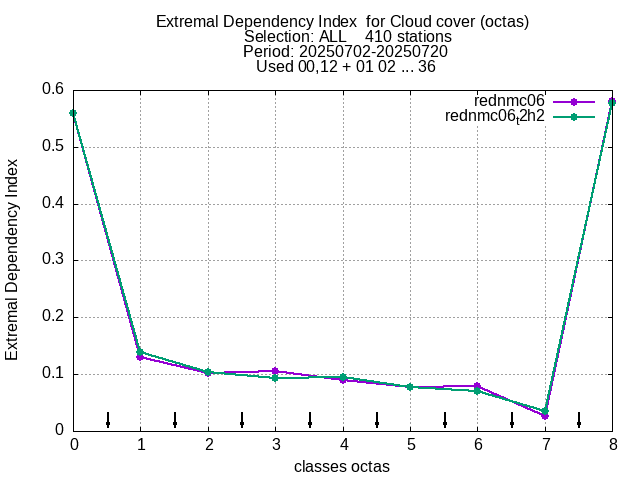 Extremal Dependency Index  for Cloud cover (octas)
Selection: ALL    410 stations
Period: 20250702-20250720
Used 00,12 + 01 02 ... 36
rednmc06
rednmc06_t2h2
Extremal Dependency Index
0.6
0.5
0.4
0.3
0.2
0.1
0
0 1 2 3 4 5 6 7 8
classes octas